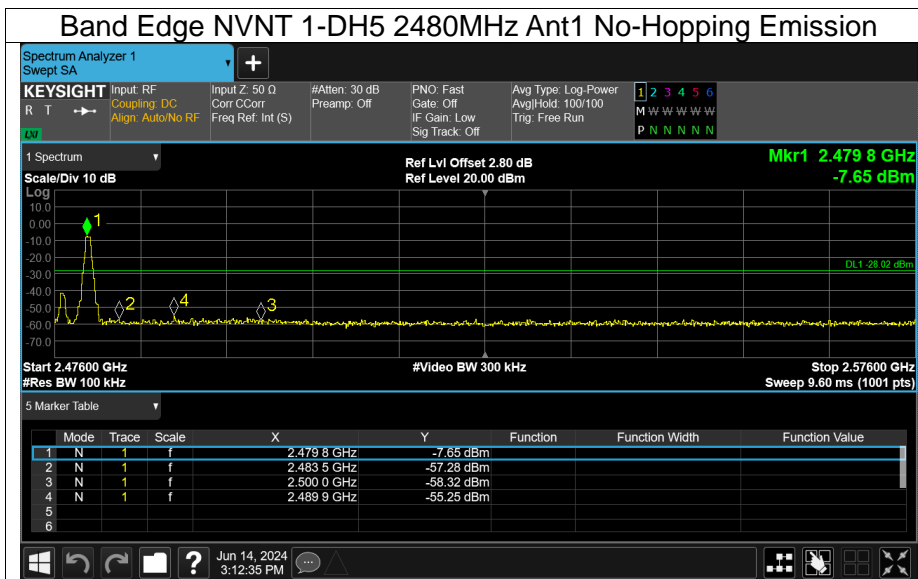 Band Edge NVNT 1-DH5 2480MHz Ant1 No-Hopping Emission
Spectrum Analyzer 1
Swept SA
+
KEYSIGHT
R T
LXI
Input: RF
Coupling: DC
Align: Auto/No RF
Input Z: 50 Ω
Corr CCorr
Freq Ref: Int (S)
#Atten: 30 dB
Preamp: Off
PNO: Fast
Gate: Off
IF Gain: Low
Sig Track: Off
Avg Type: Log-Power
Avg|Hold: 100/100
Trig: Free Run
1 2 3 4 5 6
M W W W W W
P N N N N N
1 Spectrum
Scale/Div 10 dB
Ref Lvl Offset 2.80 dB
Ref Level 20.00 dBm
Mkr1 2.479 8 GHz
-7.65 dBm
Log
10.0
0.00
-10.0
-20.0
-30.0
-40.0
-50.0
-60.0
-70.0
1
2
4
3
DL1 -28.02 dBm
Start 2.47600 GHz
#Res BW 100 kHz
#Video BW 300 kHz
Stop 2.57600 GHz
Sweep 9.60 ms (1001 pts)
5 Marker Table
Mode Trace Scale X Y Function Function Width Function Value
1 N 1 f 2.479 8 GHz -7.65 dBm
2 N 1 f 2.483 5 GHz -57.28 dBm
3 N 1 f 2.500 0 GHz -58.32 dBm
4 N 1 f 2.489 9 GHz -55.25 dBm
5
6
?
Jun 14, 2024
3:12:35 PM